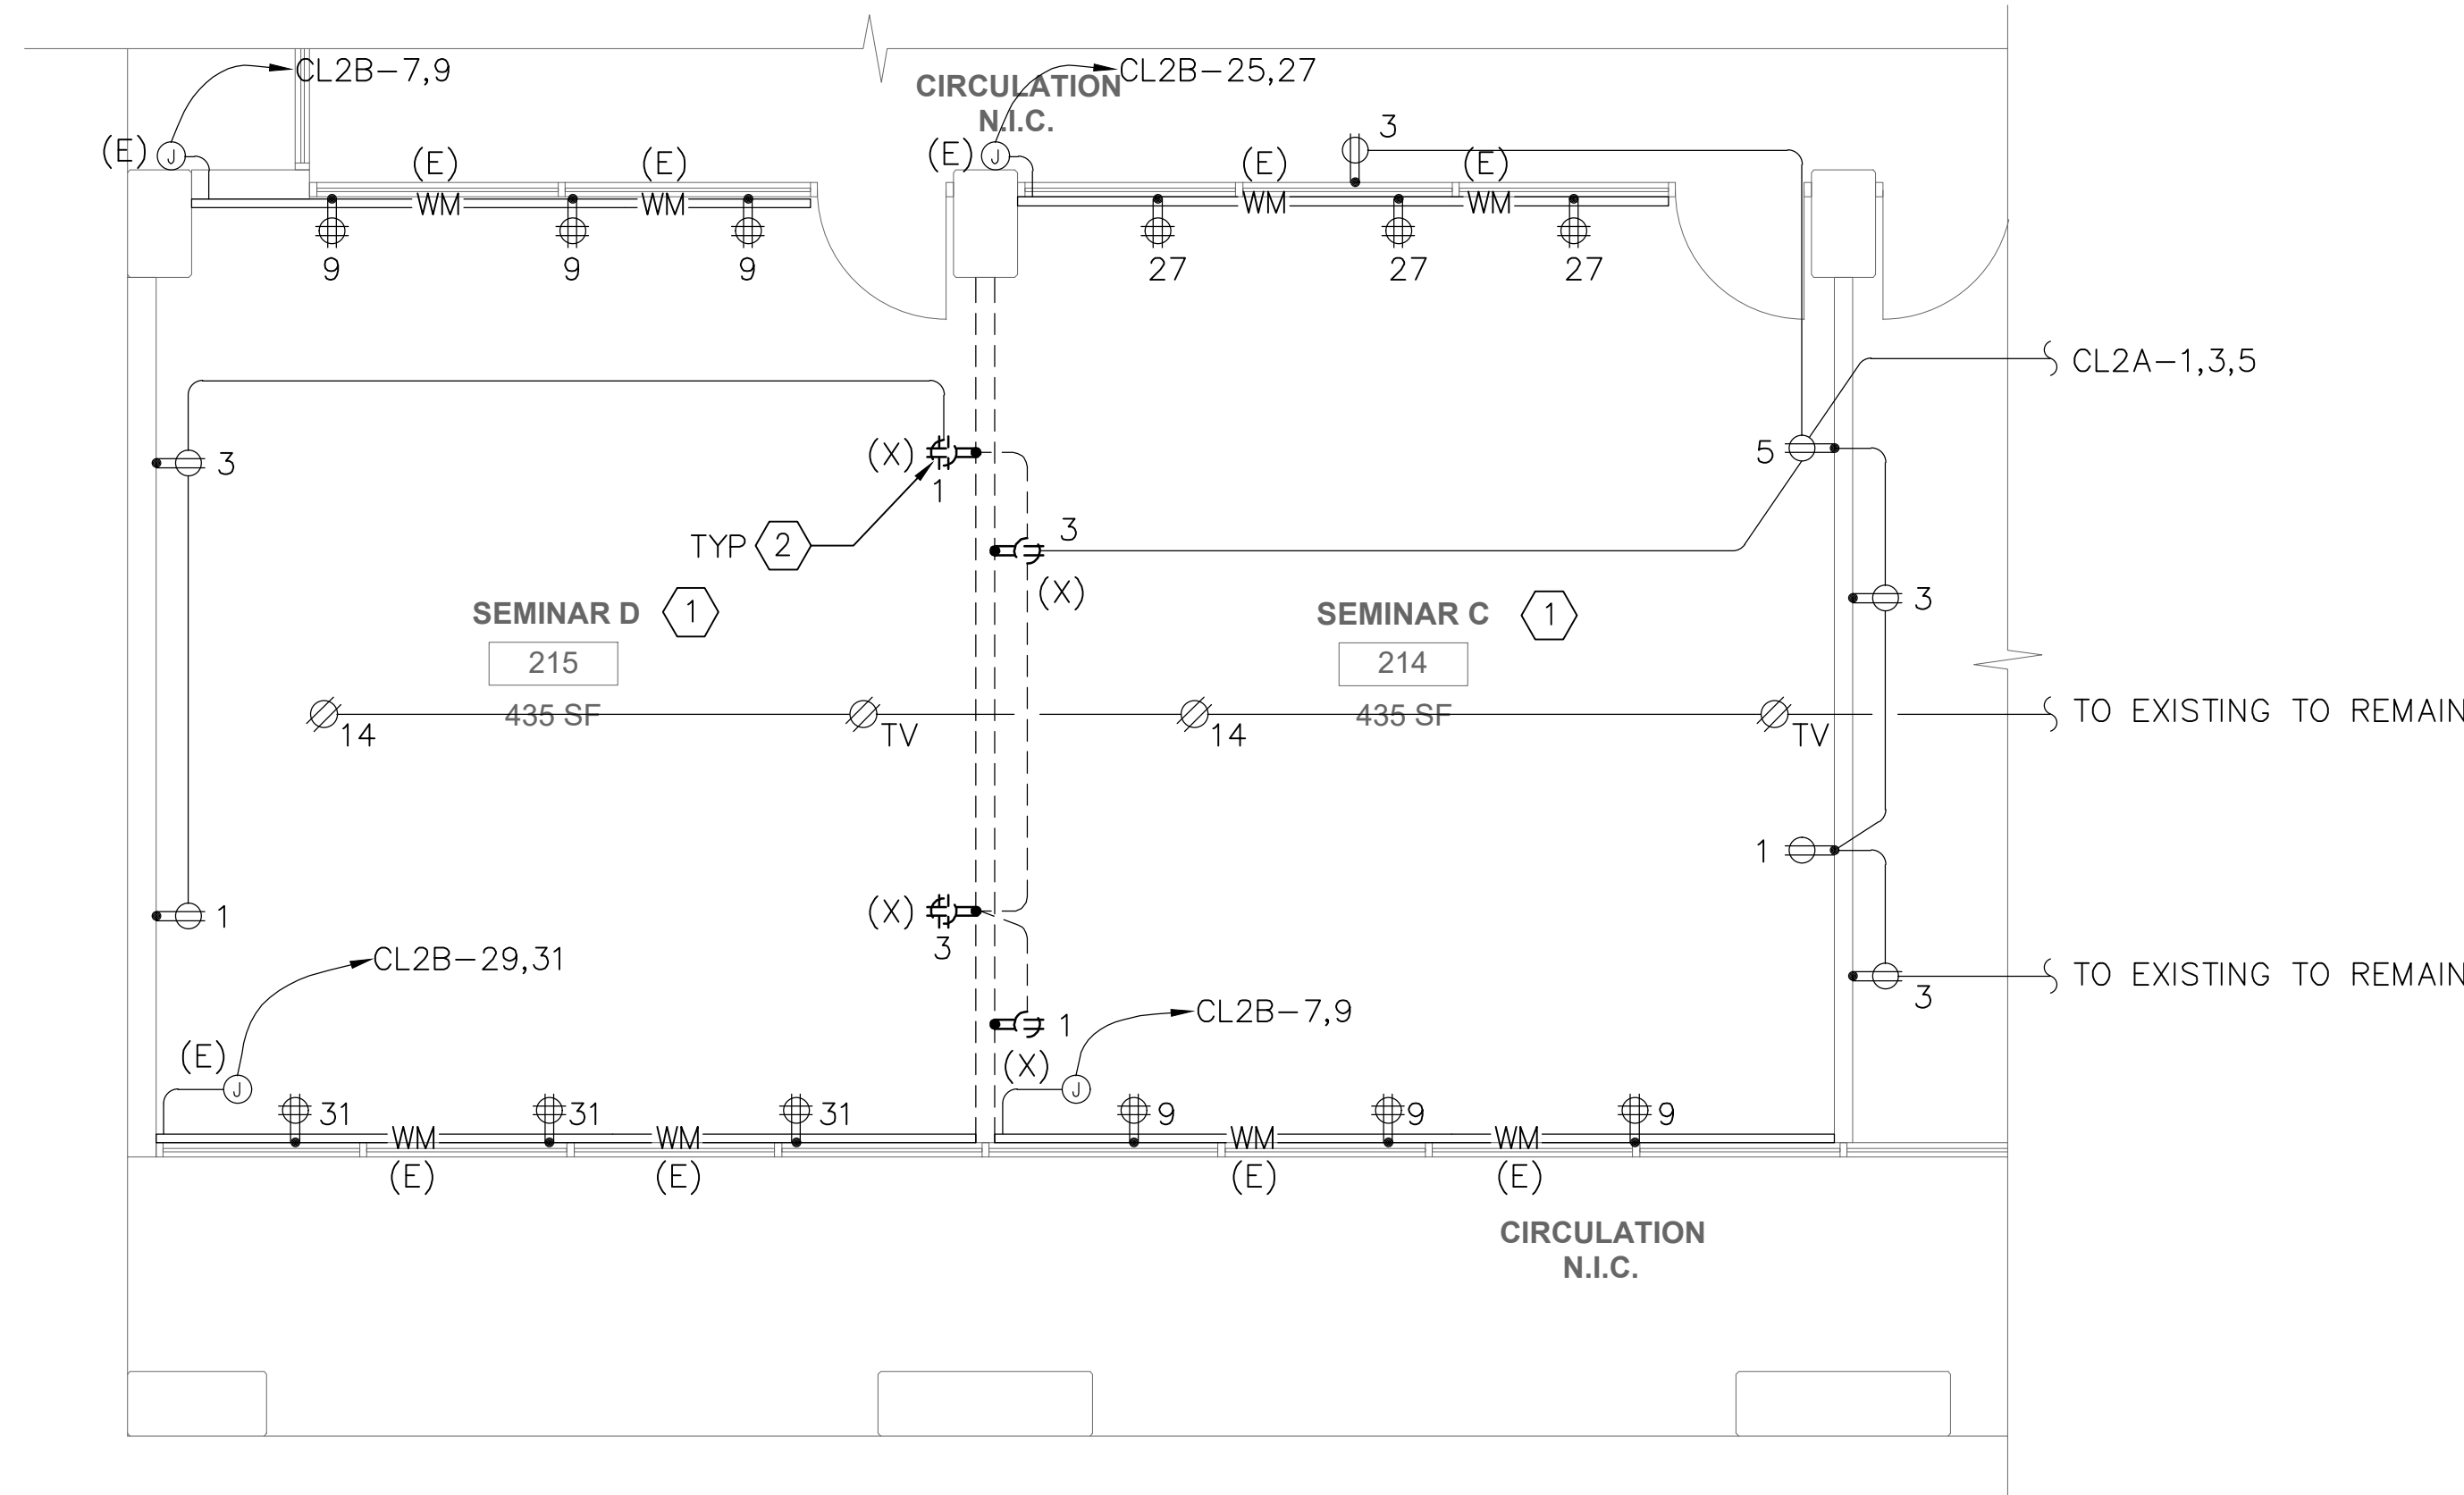 CL2B-7,9
CIRCULATION
N.I.C.
CL2B-25,27
3
(E) J
(E)
(E)
(E) J
(E)
(E)
WM
WM
WM
WM
9
9
9
27
27
27
CL2A-1,3,5
3
(X)
1
5
TYP 2
3
(X)
3
SEMINAR D 1
215
435 SF
SEMINAR C 1
214
435 SF
14
TV
14
TV
TO EXISTING TO REMAIN
1
1
(X)
3
CL2B-29,31
TO EXISTING TO REMAIN
3
CL2B-7,9
1
(X)
(E)
J
J
31
31
31
9
9
9
WM
WM
WM
WM
(E)
(E)
(E)
(E)
CIRCULATION
N.I.C.